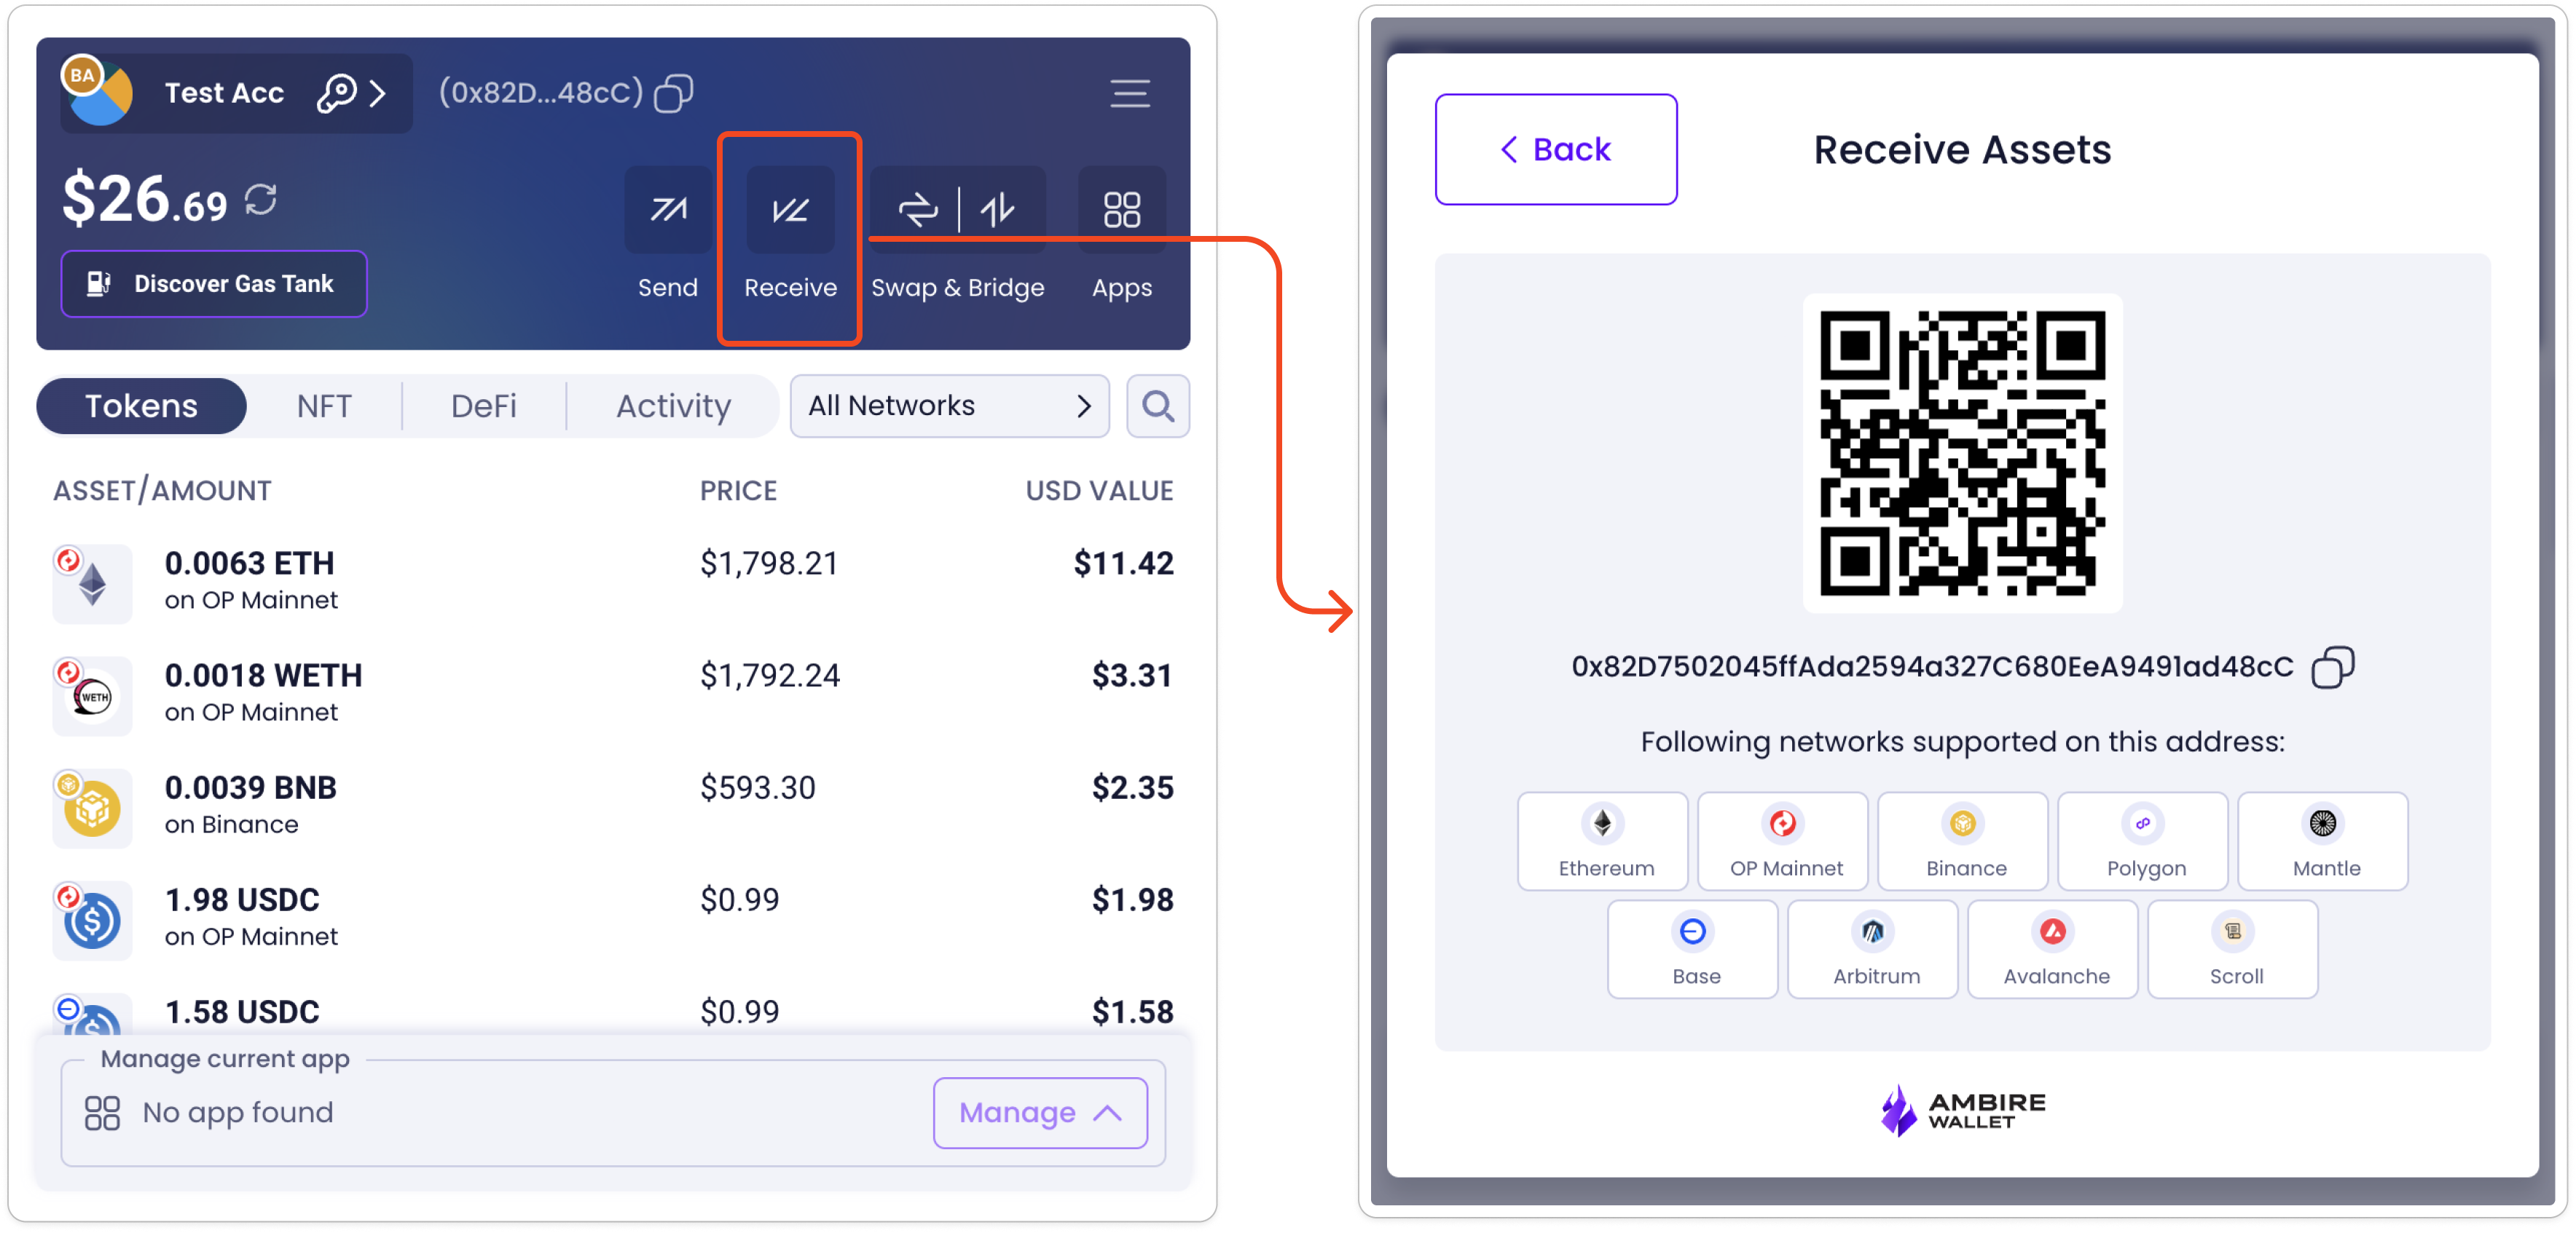 BA
Test Acc
(0x82D...48cC)
$26.69
Discover Gas Tank
Send
Receive
Swap & Bridge
Apps
Tokens
NFT
DeFi
Activity
All Networks
ASSET/AMOUNT PRICE USD VALUE
0.0063 ETH $1,798.21 $11.42
on OP Mainnet
WETH
0.0018 WETH $1,792.24 $3.31
on OP Mainnet
0.0039 BNB $593.30 $2.35
on Binance
1.98 USDC $0.99 $1.98
on OP Mainnet
1.58 USDC $0.99 $1.58
Manage current app
No app found
Manage
Back
Receive Assets
0x82D7502045ffAda2594a327C680EeA9491ad48cC
Following networks supported on this address:
Ethereum
OP Mainnet
Binance
Polygon
Mantle
Base
Arbitrum
Avalanche
Scroll
AMBIRE
WALLET